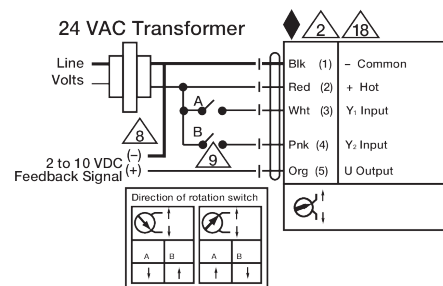 24 VAC Transformer
2 18
Line
Volts
Blk (1) – Common
Red (2) + Hot
A
Wht (3) Y1 Input
B
Pnk (4) Y2 Input
8
9
(–)
2 to 10 VDC
Feedback Signal (+)
Org (5) U Output
Direction of rotation switch
A B A B